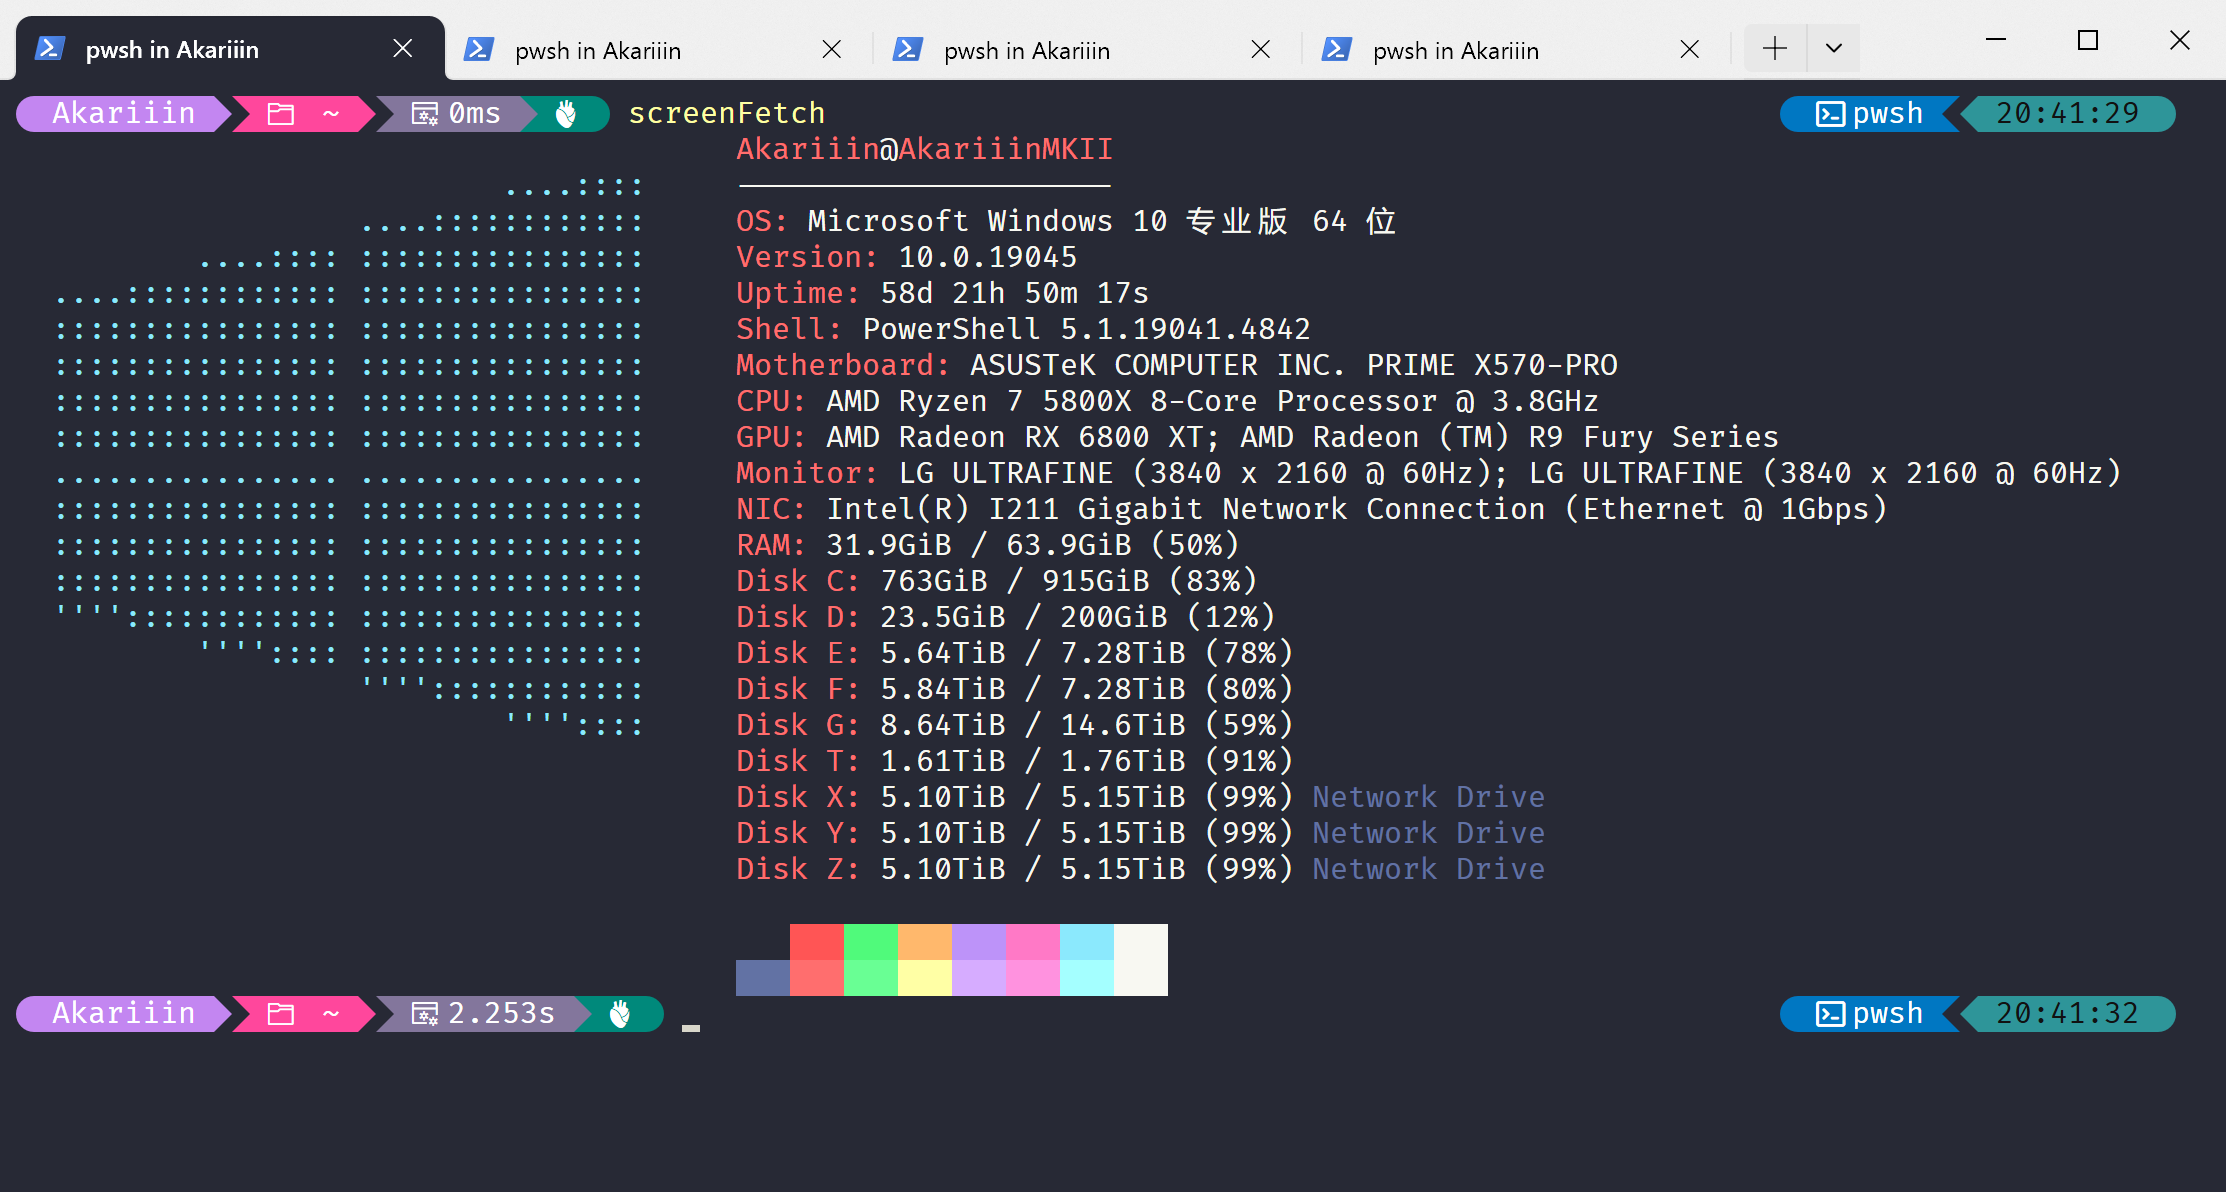 pwsh in Akariiin
pwsh in Akariiin
pwsh in Akariiin
pwsh in Akariiin
Akariiin ~ 0ms screenFetch pwsh 20:41:29
Akariiin@AkariiinMKII
OS: Microsoft Windows 10 专业版 64 位
Version: 10.0.19045
Uptime: 58d 21h 50m 17s
Shell: PowerShell 5.1.19041.4842
Motherboard: ASUSTeK COMPUTER INC. PRIME X570-PRO
CPU: AMD Ryzen 7 5800X 8-Core Processor @ 3.8GHz
GPU: AMD Radeon RX 6800 XT; AMD Radeon (TM) R9 Fury Series
Monitor: LG ULTRAFINE (3840 x 2160 @ 60Hz); LG ULTRAFINE (3840 x 2160 @ 60Hz)
NIC: Intel(R) I211 Gigabit Network Connection (Ethernet @ 1Gbps)
RAM: 31.9GiB / 63.9GiB (50%)
Disk C: 763GiB / 915GiB (83%)
Disk D: 23.5GiB / 200GiB (12%)
Disk E: 5.64TiB / 7.28TiB (78%)
Disk F: 5.84TiB / 7.28TiB (80%)
Disk G: 8.64TiB / 14.6TiB (59%)
Disk T: 1.61TiB / 1.76TiB (91%)
Disk X: 5.10TiB / 5.15TiB (99%) Network Drive
Disk Y: 5.10TiB / 5.15TiB (99%) Network Drive
Disk Z: 5.10TiB / 5.15TiB (99%) Network Drive
Akariiin ~ 2.253s pwsh 20:41:32